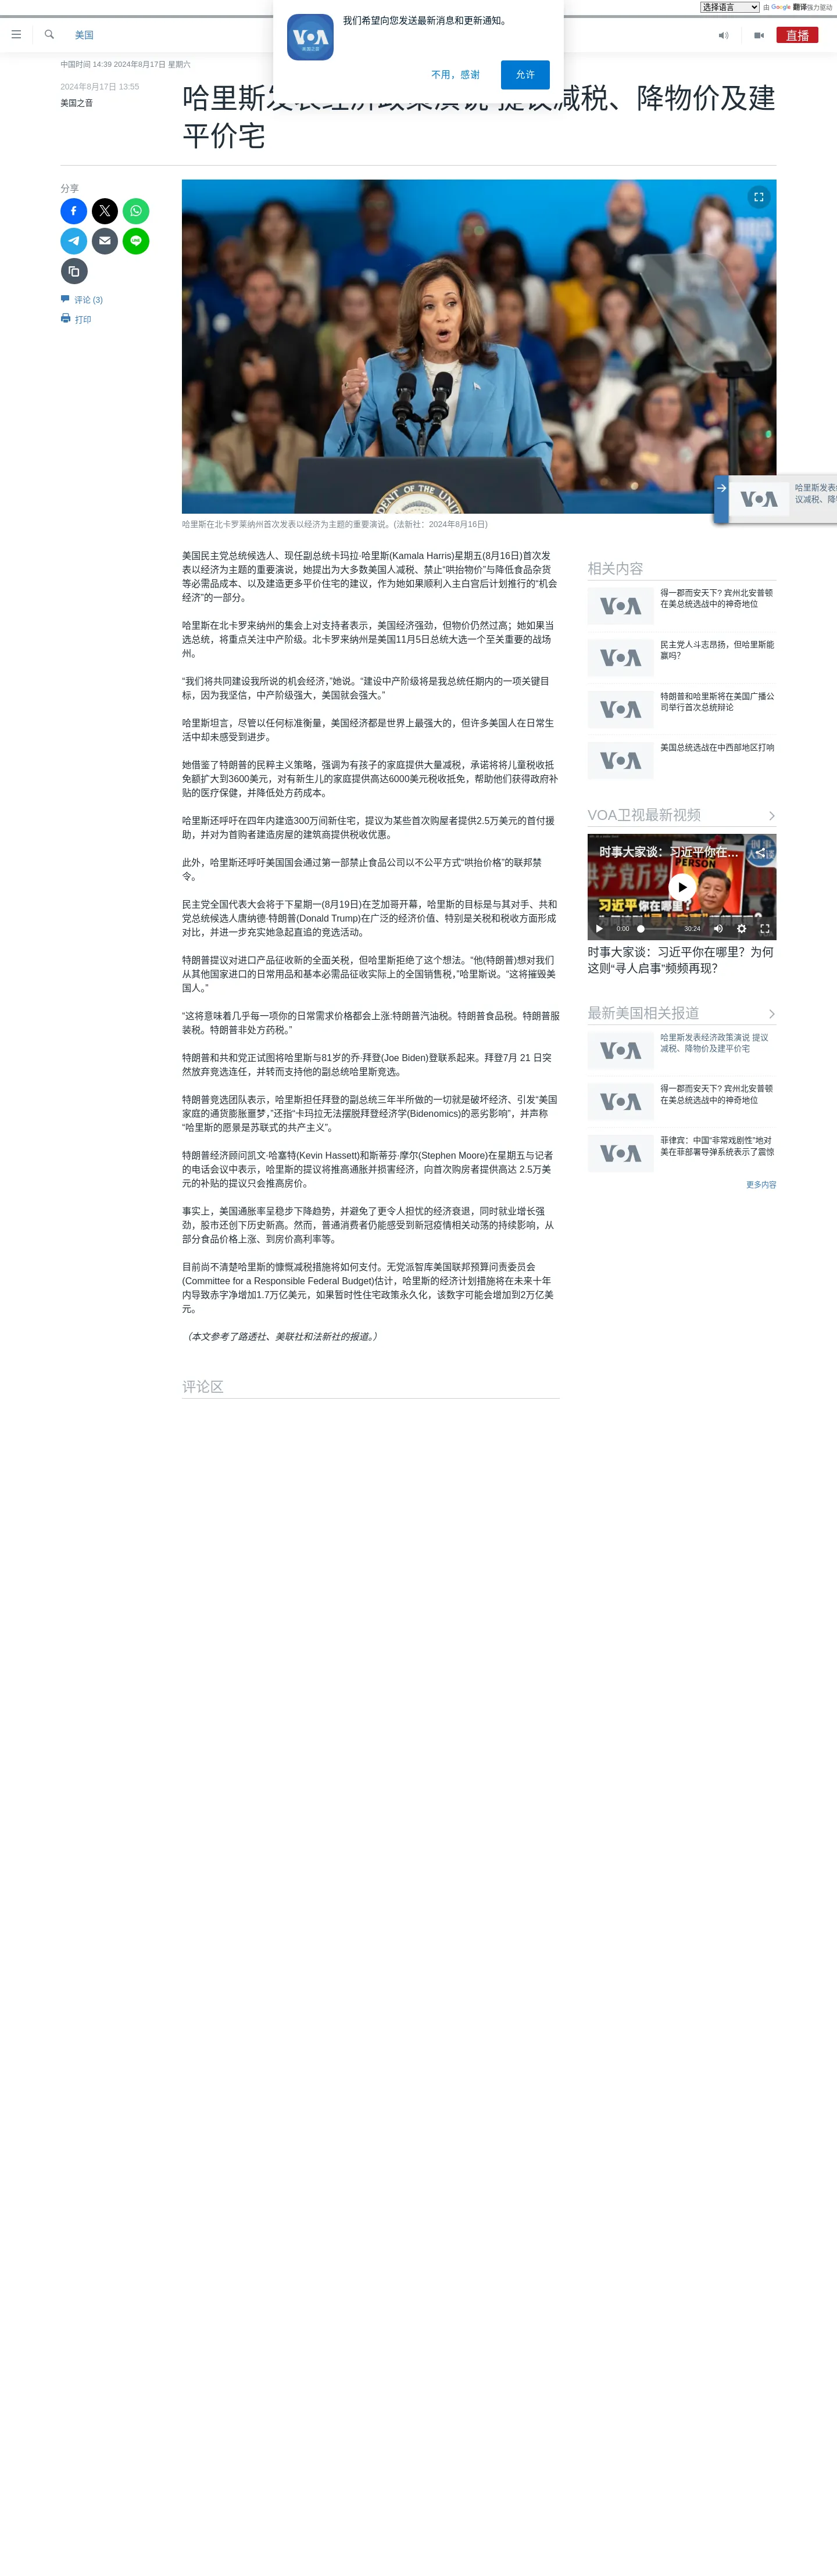 选择语言 由 Google 翻译强力驱动
美国
直播
VOA
美国之音
我们希望向您发送最新消息和更新通知。
不用，感谢 允许
中国时间 14:39 2024年8月17日 星期六
2024年8月17日 13:55
美国之音
哈里斯发表经济政策演说 提议减税、降物价及建
平价宅
分享
评论 (3)
打印
哈里斯在北卡罗莱纳州首次发表以经济为主题的重要演说。(法新社：2024年8月16日)
VOA
哈里斯发表
议减税、降
美国民主党总统候选人、现任副总统卡玛拉·哈里斯(Kamala Harris)星期五(8月16日)首次发
表以经济为主题的重要演说，她提出为大多数美国人减税、禁止“哄抬物价”与降低食品杂货
等必需品成本、以及建造更多平价住宅的建议，作为她如果顺利入主白宫后计划推行的“机会
经济”的一部分。
哈里斯在北卡罗来纳州的集会上对支持者表示，美国经济强劲，但物价仍然过高；她如果当
选总统，将重点关注中产阶级。北卡罗来纳州是美国11月5日总统大选一个至关重要的战场
州。
“我们将共同建设我所说的机会经济，”她说。“建设中产阶级将是我总统任期内的一项关键目
标，因为我坚信，中产阶级强大，美国就会强大。”
哈里斯坦言，尽管以任何标准衡量，美国经济都是世界上最强大的，但许多美国人在日常生
活中却未感受到进步。
她借鉴了特朗普的民粹主义策略，强调为有孩子的家庭提供大量减税，承诺将将儿童税收抵
免额扩大到3600美元，对有新生儿的家庭提供高达6000美元税收抵免，帮助他们获得政府补
贴的医疗保健，并降低处方药成本。
哈里斯还呼吁在四年内建造300万间新住宅，提议为某些首次购屋者提供2.5万美元的首付援
助，并对为首购者建造房屋的建筑商提供税收优惠。
此外，哈里斯还呼吁美国国会通过第一部禁止食品公司以不公平方式“哄抬价格”的联邦禁
令。
民主党全国代表大会将于下星期一(8月19日)在芝加哥开幕，哈里斯的目标是与其对手、共和
党总统候选人唐纳德·特朗普(Donald Trump)在广泛的经济价值、特别是关税和税收方面形成
对比，并进一步充实她急起直追的竞选活动。
特朗普提议对进口产品征收新的全面关税，但哈里斯拒绝了这个想法。“他(特朗普)想对我们
从其他国家进口的日常用品和基本必需品征收实际上的全国销售税，”哈里斯说。“这将摧毁美
国人。”
“这将意味着几乎每一项你的日常需求价格都会上涨:特朗普汽油税。特朗普食品税。特朗普服
装税。特朗普非处方药税。”
特朗普和共和党正试图将哈里斯与81岁的乔·拜登(Joe Biden)登联系起来。拜登7月 21 日突
然放弃竞选连任，并转而支持他的副总统哈里斯竞选。
特朗普竞选团队表示，哈里斯担任拜登的副总统三年半所做的一切就是破坏经济、引发“美国
家庭的通货膨胀噩梦，”还指“卡玛拉无法摆脱拜登经济学(Bidenomics)的恶劣影响”，并声称
“哈里斯的愿景是苏联式的共产主义”。
特朗普经济顾问凯文·哈塞特(Kevin Hassett)和斯蒂芬·摩尔(Stephen Moore)在星期五与记者
的电话会议中表示，哈里斯的提议将推高通胀并损害经济，向首次购房者提供高达 2.5万美
元的补贴的提议只会推高房价。
事实上，美国通胀率呈稳步下降趋势，并避免了更令人担忧的经济衰退，同时就业增长强
劲，股市还创下历史新高。然而，普通消费者仍能感受到新冠疫情相关动荡的持续影响，从
部分食品价格上涨、到房价高利率等。
目前尚不清楚哈里斯的慷慨减税措施将如何支付。无党派智库美国联邦预算问责委员会
(Committee for a Responsible Federal Budget)估计，哈里斯的经济计划措施将在未来十年
内导致赤字净增加1.7万亿美元，如果暂时性住宅政策永久化，该数字可能会增加到2万亿美
元。
（本文参考了路透社、美联社和法新社的报道。）
评论区
相关内容
VOA
得一郡而安天下? 宾州北安普顿
在美总统选战中的神奇地位
VOA
民主党人斗志昂扬，但哈里斯能
赢吗？
VOA
特朗普和哈里斯将在美国广播公
司举行首次总统辩论
VOA
美国总统选战在中西部地区打响
VOA卫视最新视频
时事大家谈：习近平你在...
PERSON
习近平你在哪里？
0:00 30:24
时事大家谈：习近平你在哪里？为何
这则“寻人启事”频频再现？
最新美国相关报道
VOA
哈里斯发表经济政策演说 提议
减税、降物价及建平价宅
VOA
得一郡而安天下? 宾州北安普顿
在美总统选战中的神奇地位
VOA
菲律宾：中国“非常戏剧性”地对
美在菲部署导弹系统表示了震惊
更多内容